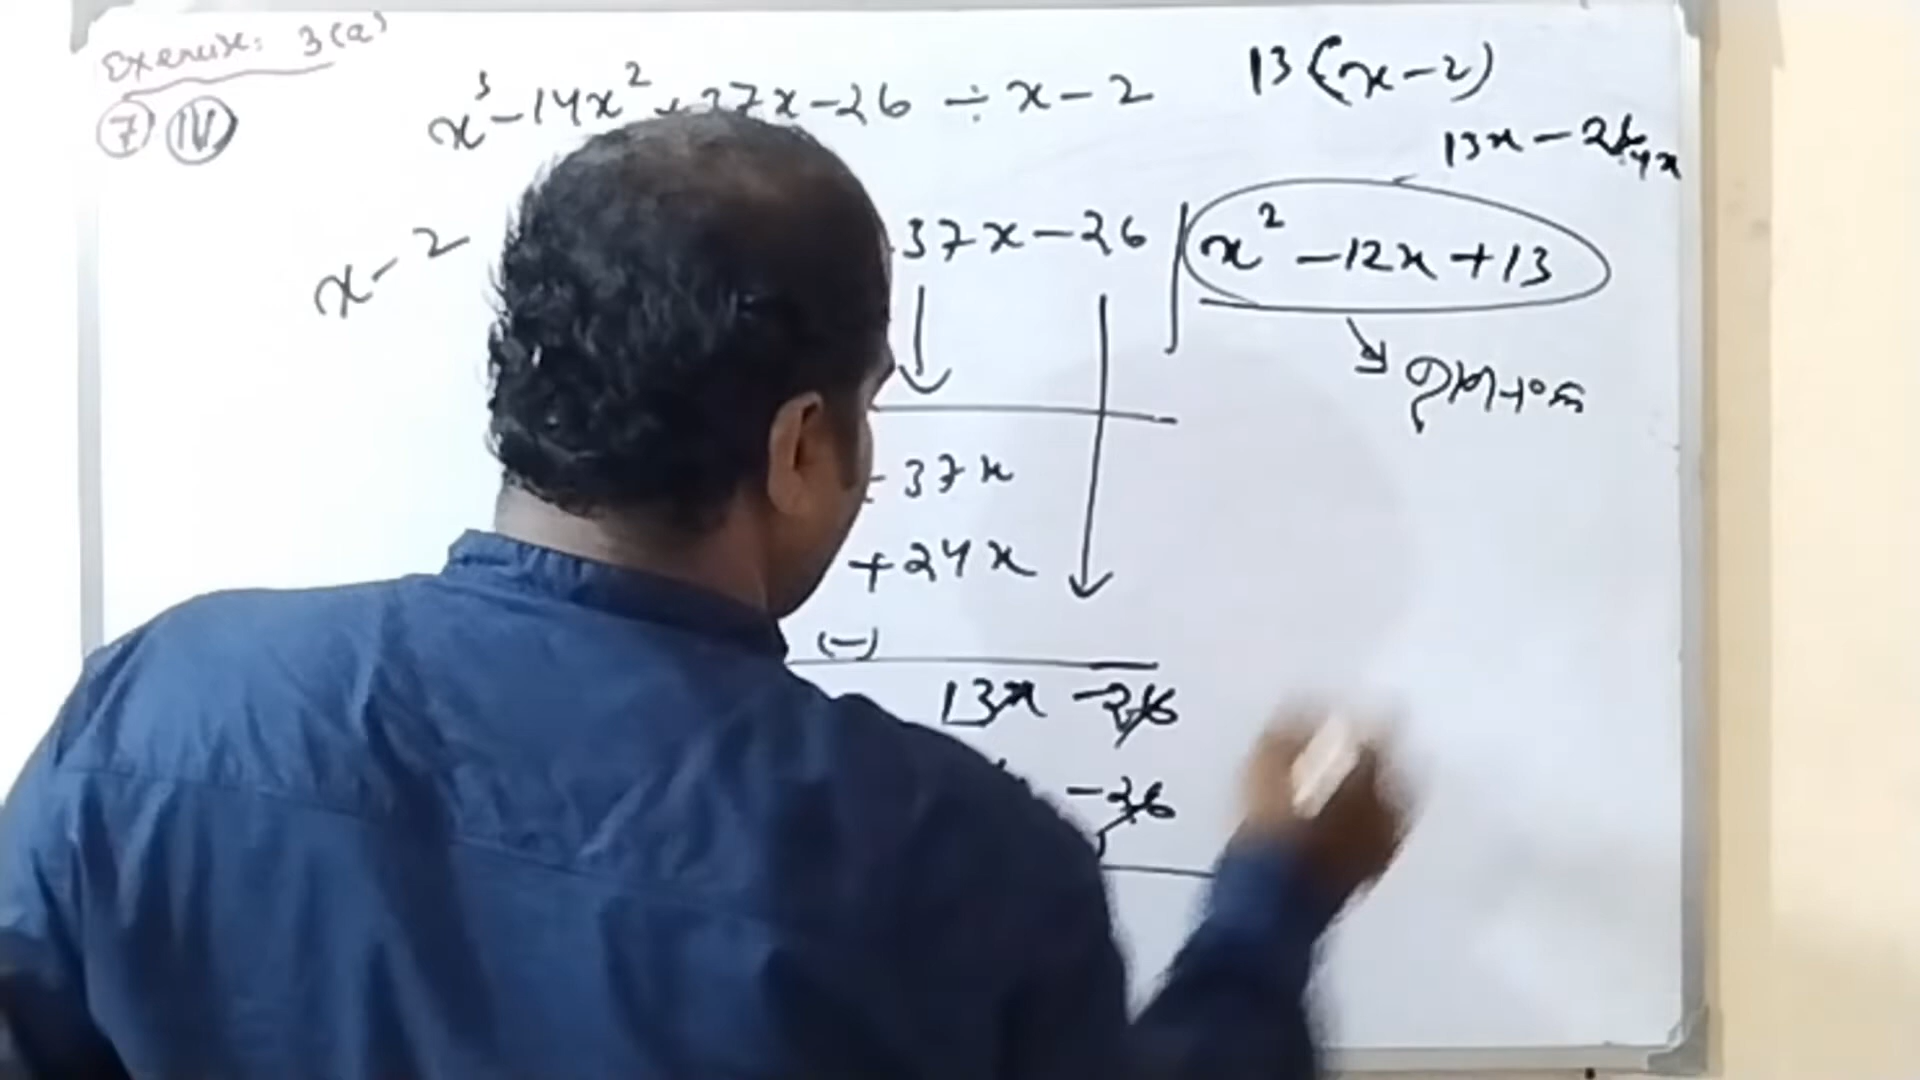 Exercise: 3(a)
7 IV
x³-14x²+37x-26 ÷ x-2
13(x-2)
13x-26
x-2
37x-26
x²-12x+13
ଭାଗଫଳ
-37x
+24x
(-)
13x -26
-26